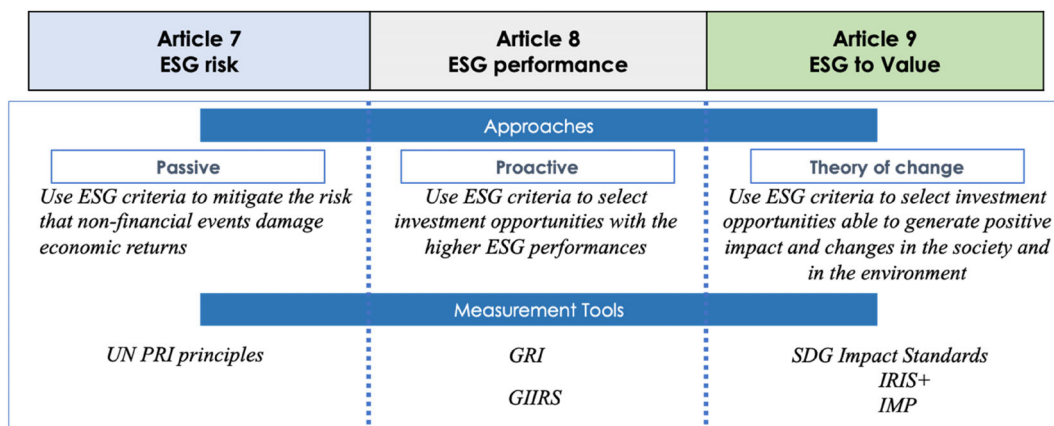 Article 7
ESG risk
Article 8
ESG performance
Article 9
ESG to Value
Approaches
Passive
Use ESG criteria to mitigate the risk
that non-financial events damage
economic returns
Proactive
Use ESG criteria to select
investment opportunities with the
higher ESG performances
Theory of change
Use ESG criteria to select investment
opportunities able to generate positive
impact and changes in the society and
in the environment
Measurement Tools
UN PRI principles
GRI
GIIRS
SDG Impact Standards
IRIS+
IMP